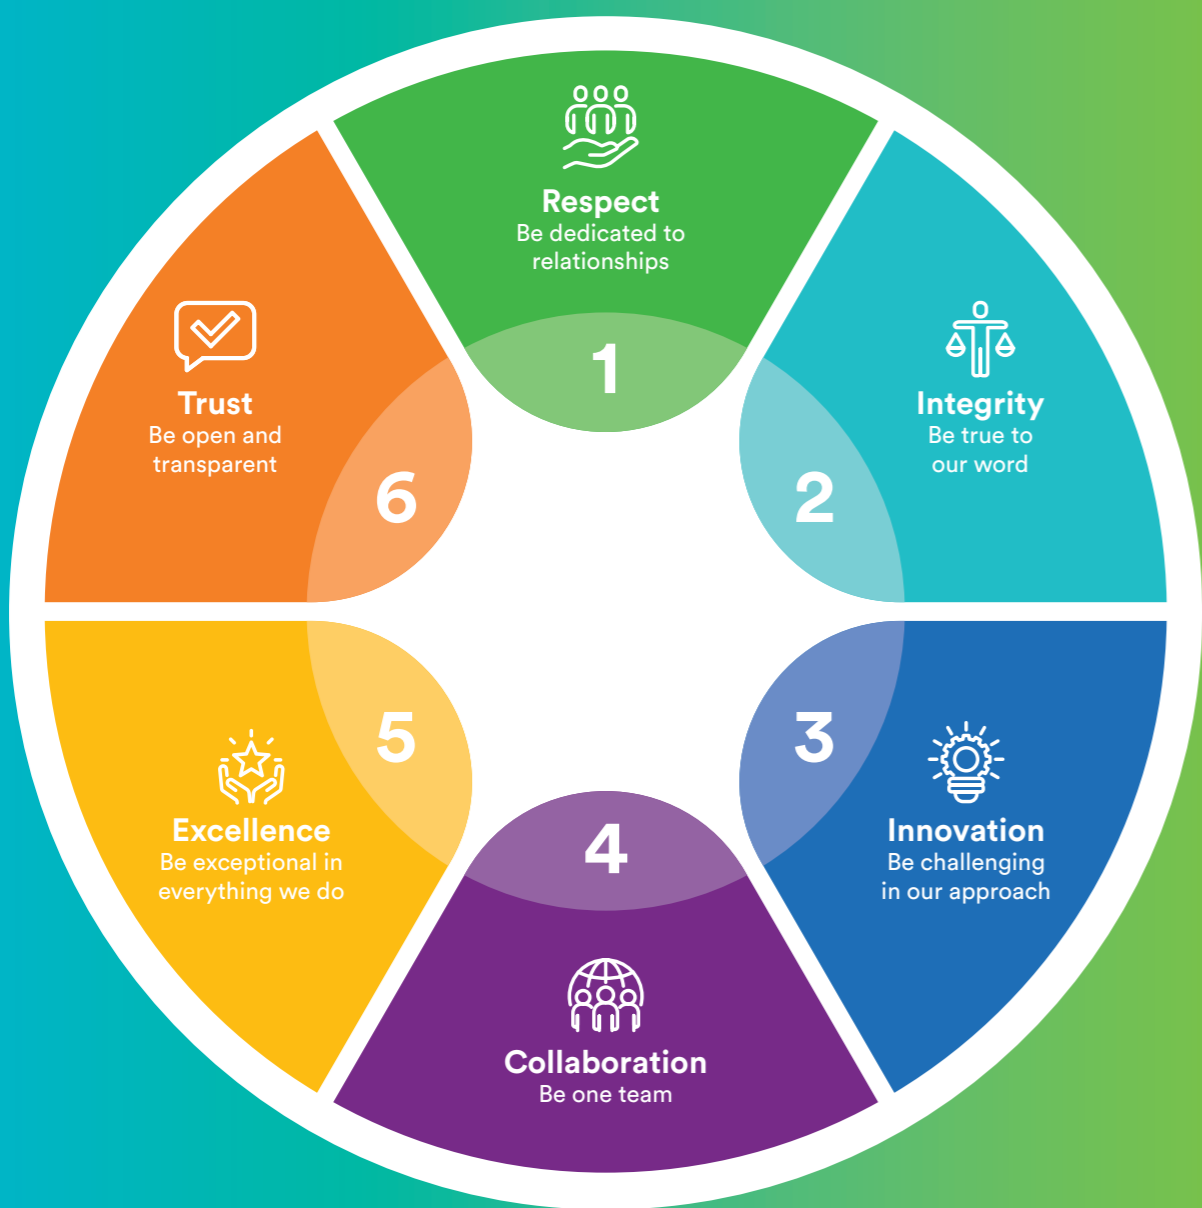 Respect
Be dedicated to
relationships
1
Integrity
Be true to
our word
2
Innovation
Be challenging
in our approach
3
4
Collaboration
Be one team
Excellence
Be exceptional in
everything we do
5
Trust
Be open and
transparent
6